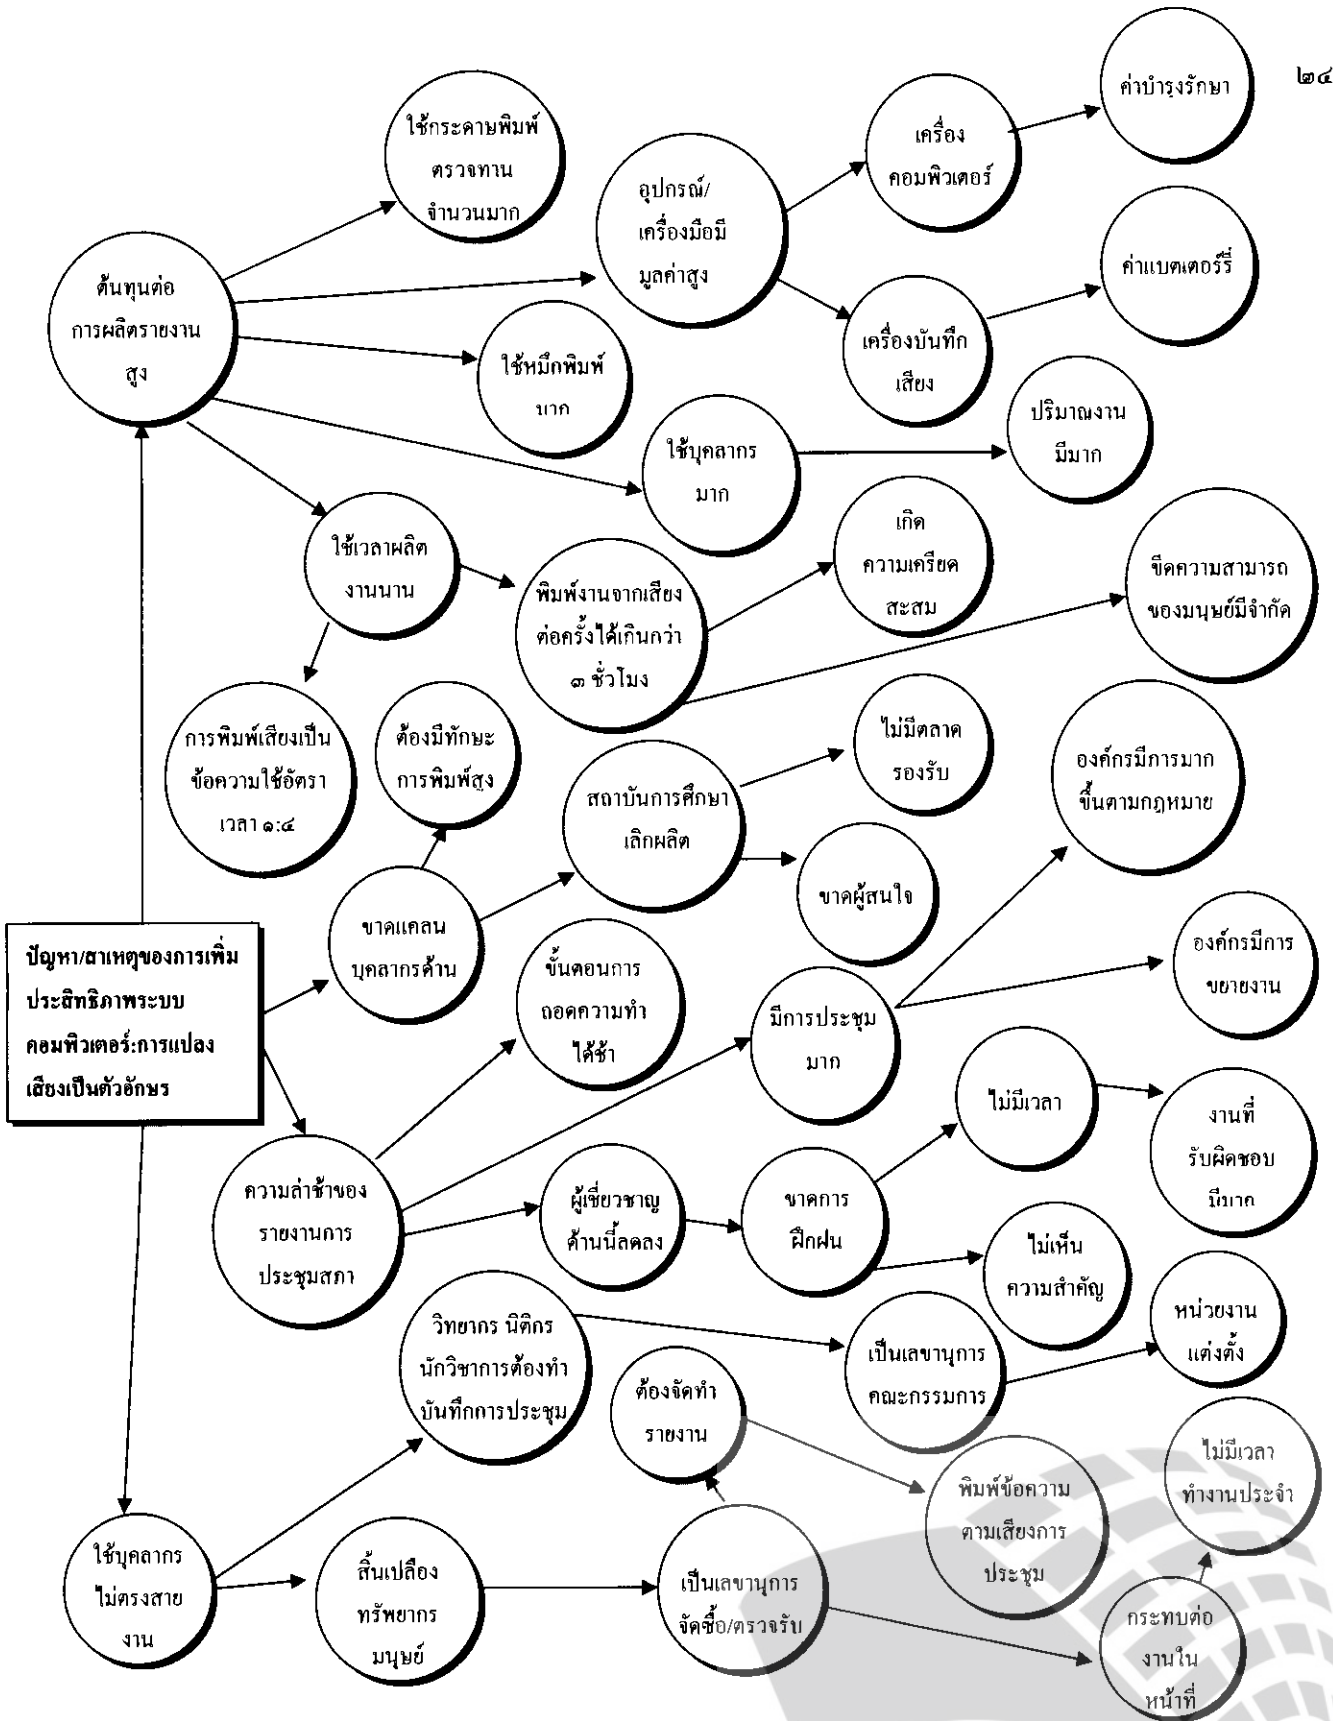 ๒๔
ค่าบำรุงรักษา
ใช้กระดาษพิมพ์
ตรวจทาน
จำนวนมาก
เครื่อง
คอมพิวเตอร์
อุปกรณ์/
เครื่องมือมี
มูลค่าสูง
ค่าแบตเตอร์รี่
ต้นทุนต่อ
การผลิตรายงาน
สูง
เครื่องบันทึก
เสียง
ใช้หมึกพิมพ์
มาก
ปริมาณงาน
มีมาก
ใช้บุคลากร
มาก
เกิด
ความเครียด
สะสม
ใช้เวลาผลิต
งานนาน
พิมพ์งานจากเสียง
ต่อครั้งได้เกินกว่า
๓ ชั่วโมง
ขีดความสามารถ
ของมนุษย์มีจำกัด
การพิมพ์เสียงเป็น
ข้อความใช้อัตรา
เวลา ๑:๔
ต้องมีทักษะ
การพิมพ์สูง
ไม่มีตลาด
รองรับ
องค์กรมีการมาก
ขึ้นตามกฎหมาย
สถาบันการศึกษา
เลิกผลิต
ขาดผู้สนใจ
ขาดแคลน
บุคลากรด้าน
องค์กรมีการ
ขยายงาน
ปัญหา/สาเหตุของการเพิ่ม
ประสิทธิภาพระบบ
คอมพิวเตอร์:การแปลง
เสียงเป็นตัวอักษร
ขั้นตอนการ
ถอดความทำ
ได้ช้า
มีการประชุม
มาก
ไม่มีเวลา
งานที่
รับผิดชอบ
มีมาก
ความล่าช้าของ
รายงานการ
ประชุมสภา
ผู้เชี่ยวชาญ
ด้านนี้ลดลง
ขาดการ
ฝึกฝน
ไม่เห็น
ความสำคัญ
วิทยากร นิติกร
นักวิชาการต้องทำ
บันทึกการประชุม
เป็นเลขานุการ
คณะกรรมการ
หน่วยงาน
แต่งตั้ง
ต้องจัดทำ
รายงาน
พิมพ์ข้อความ
ตามเสียงการ
ประชุม
ไม่มีเวลา
ทำงานประจำ
ใช้บุคลากร
ไม่ตรงสาย
งาน
สิ้นเปลือง
ทรัพยากร
มนุษย์
เป็นเลขานุการ
จัดซื้อ/ตรวจรับ
กระทบต่อ
งานใน
หน้าที่